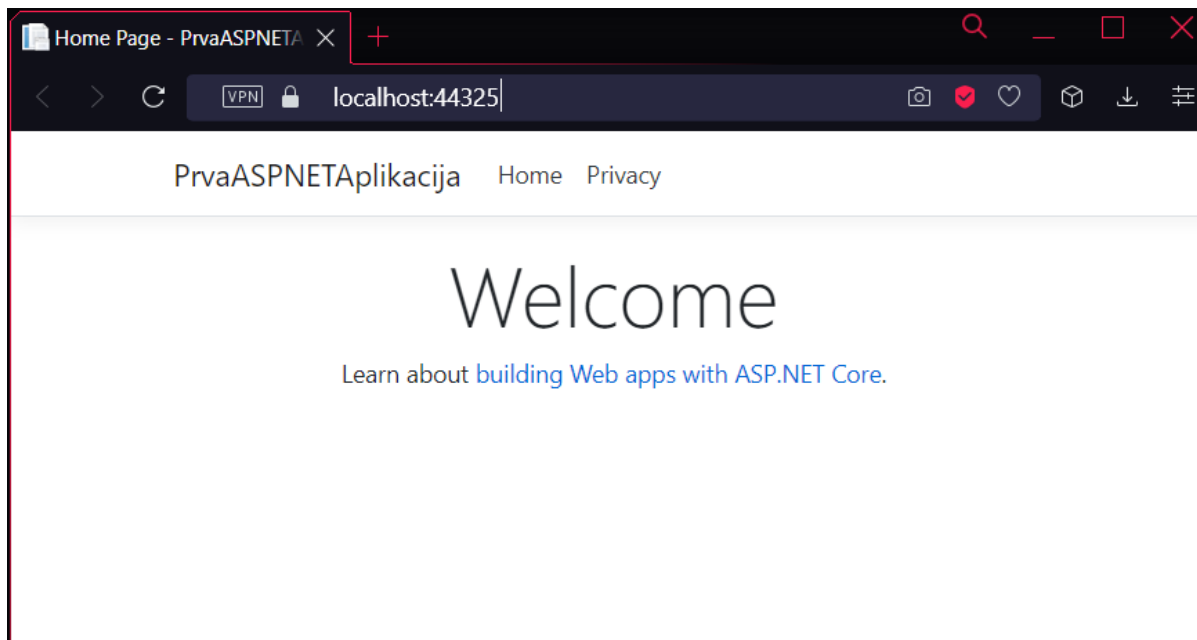 Home Page - PrvaASPNETA
VPN localhost:44325
PrvaASPNETAplikacija Home Privacy
Welcome
Learn about building Web apps with ASP.NET Core.